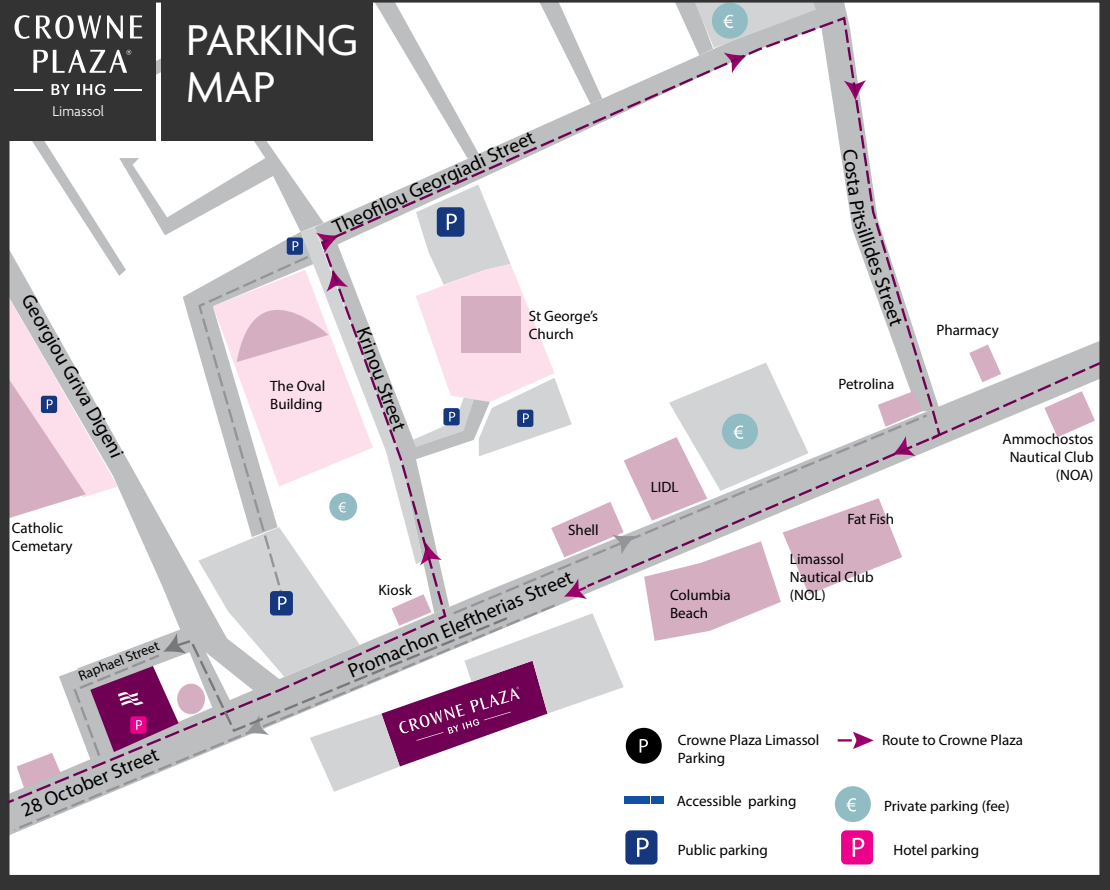 CROWNE
PLAZA®
BY IHG
Limassol
PARKING
MAP
€
Theofilou Georgiadi Street
P
P
Costa Pitsillides Street
Georgiou Griva Digeni
Krinou Street
St George's
Church
Pharmacy
The Oval
Building
Petrolina
P
P
P
€
Ammochostos
Nautical Club
(NOA)
LIDL
€
Catholic
Cemetary
Shell
Fat Fish
Limassol
Nautical Club
(NOL)
Kiosk
P
Columbia
Beach
Promachon Eleftherias Street
Raphael Street
P
CROWNE PLAZA®
BY IHG
28 October Street
P
Crowne Plaza Limassol
Parking
Route to Crowne Plaza
Accessible parking
€
Private parking (fee)
P
Public parking
P
Hotel parking